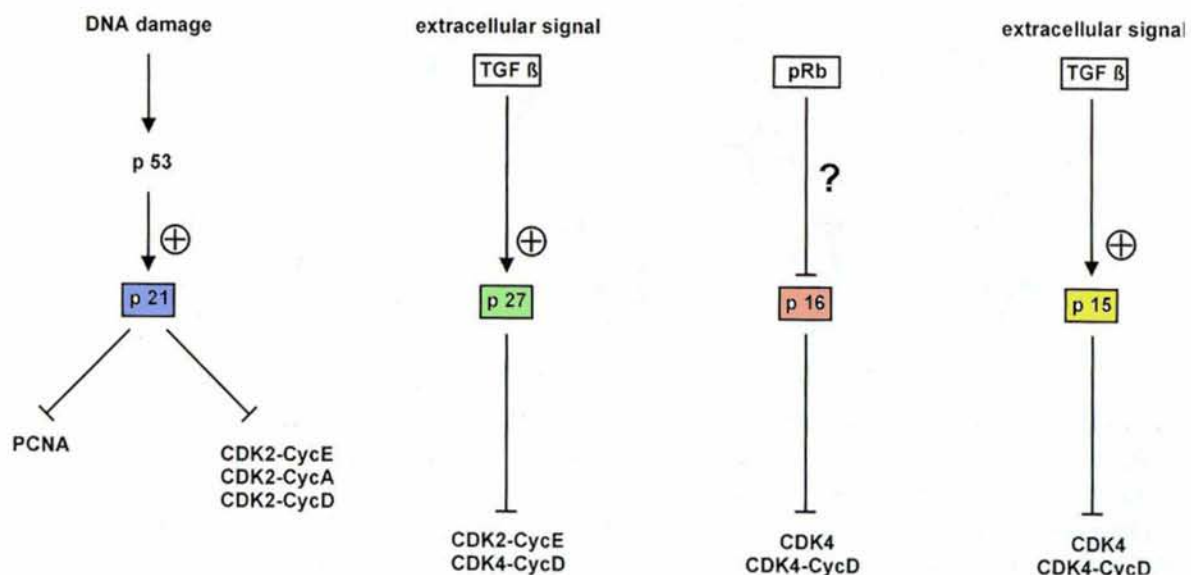 DNA damage
p 53
p 21
PCNA
CDK2-CycE
CDK2-CycA
CDK2-CycD
extracellular signal
TGF ß
p 27
CDK2-CycE
CDK4-CycD
pRb
?
p 16
CDK4
CDK4-CycD
extracellular signal
TGF ß
p 15
CDK4
CDK4-CycD